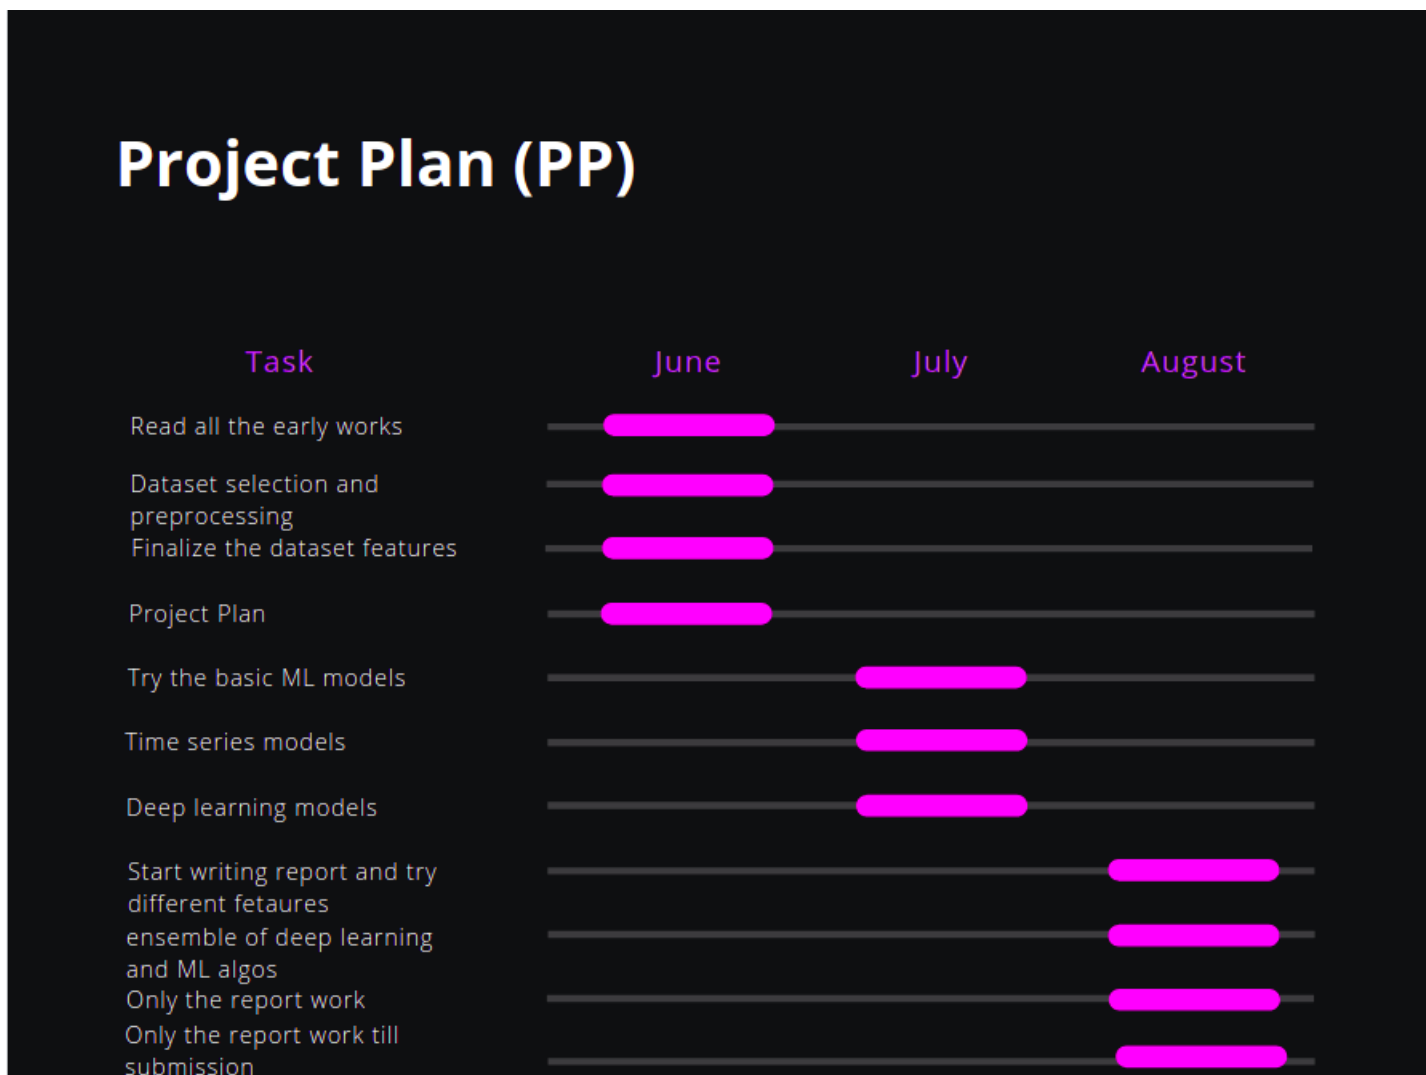 Project Plan (PP)
Task June July August
Read all the early works
Dataset selection and
preprocessing
Finalize the dataset features
Project Plan
Try the basic ML models
Time series models
Deep learning models
Start writing report and try
different fetaures
ensemble of deep learning
and ML algos
Only the report work
Only the report work till
submission